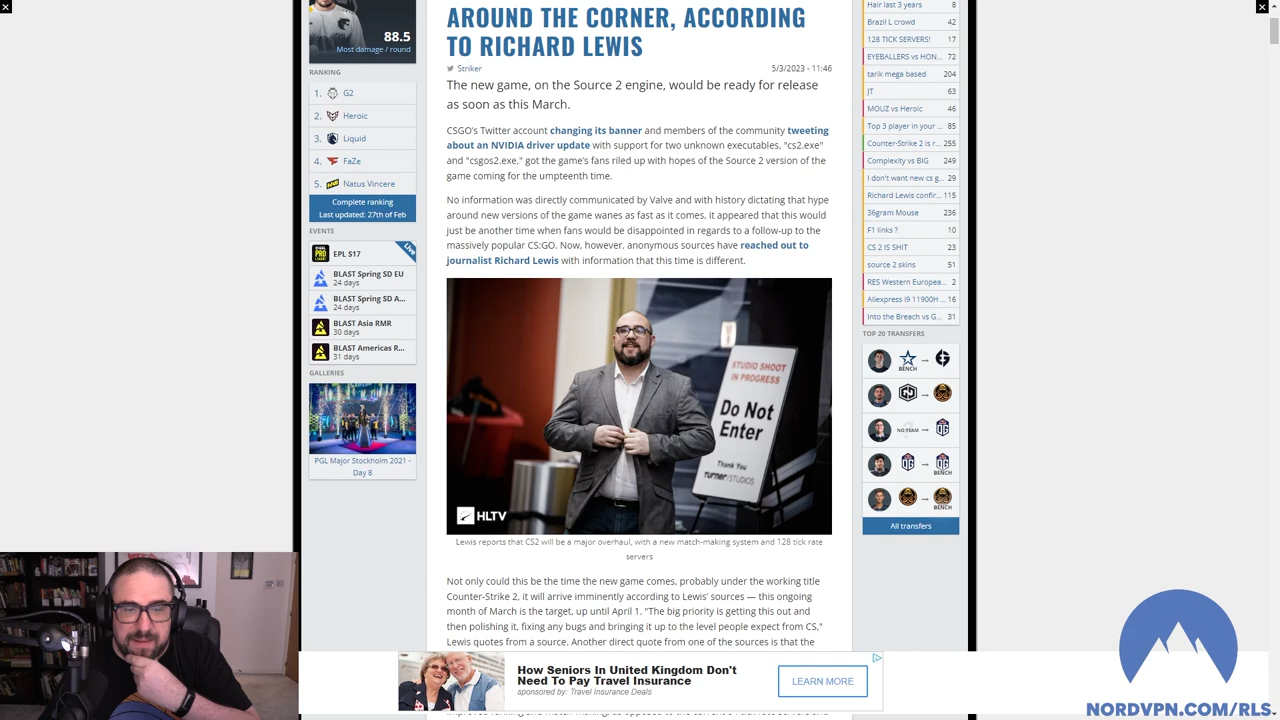 AROUND THE CORNER, ACCORDING
TO RICHARD LEWIS
Striker
5/3/2023 - 11:46
The new game, on the Source 2 engine, would be ready for release
as soon as this March.
CSGO's Twitter account changing its banner and members of the community tweeting
about an NVIDIA driver update with support for two unknown executables, "cs2.exe"
and "csgos2.exe," got the game's fans riled up with hopes of the Source 2 version of the
game coming for the umpteenth time.
No information was directly communicated by Valve and with history dictating that hype
around new versions of the game wanes as fast as it comes, it appeared that this would
just be another time when fans would be disappointed in regards to a follow-up to the
massively popular CS:GO. Now, however, anonymous sources have reached out to
journalist Richard Lewis with information that this time is different.
STUDIO SHOOT
IN PROGRESS
Do Not
Enter
Thank You
turner/STUDIOS
HLTV
Lewis reports that CS2 will be a major overhaul, with a new match-making system and 128 tick rate
servers
Not only could this be the time the new game comes, probably under the working title
Counter-Strike 2, it will arrive imminently according to Lewis' sources — this ongoing
month of March is the target, up until April 1. "The big priority is getting this out and
then polishing it, fixing any bugs and bringing it up to the level people expect from CS,"
Lewis quotes from a source. Another direct quote from one of the sources is that the
88.5
Most damage / round
RANKING
1. G2
2. Heroic
3. Liquid
4. FaZe
5. Natus Vincere
Complete ranking
Last updated: 27th of Feb
EVENTS
EPL S17
Live
BLAST Spring SD EU
24 days
BLAST Spring SD A...
24 days
BLAST Asia RMR
30 days
BLAST Americas R...
31 days
GALLERIES
PGL Major Stockholm 2021 -
Day 8
Hair last 3 years 8
Brazil L crowd 42
128 TICK SERVERS! 17
EYEBALLERS vs HON... 72
tarik mega based 204
JT 63
MOUZ vs Heroic 46
Top 3 player in your ... 85
Counter-Strike 2 is r... 255
Complexity vs BIG 249
I don't want new cs g... 29
Richard Lewis confir... 115
36gram Mouse 236
F1 links ? 10
CS 2 IS SHIT 23
source 2 skins 51
RES Western Europea... 2
Aliexpress i9 11900H ... 16
Into the Breach vs G... 31
TOP 20 TRANSFERS
BENCH
NO TEAM
BENCH
BENCH
All transfers
How Seniors In United Kingdom Don't
Need To Pay Travel Insurance
sponsored by: Travel Insurance Deals
LEARN MORE
NORDVPN.COM/RLS